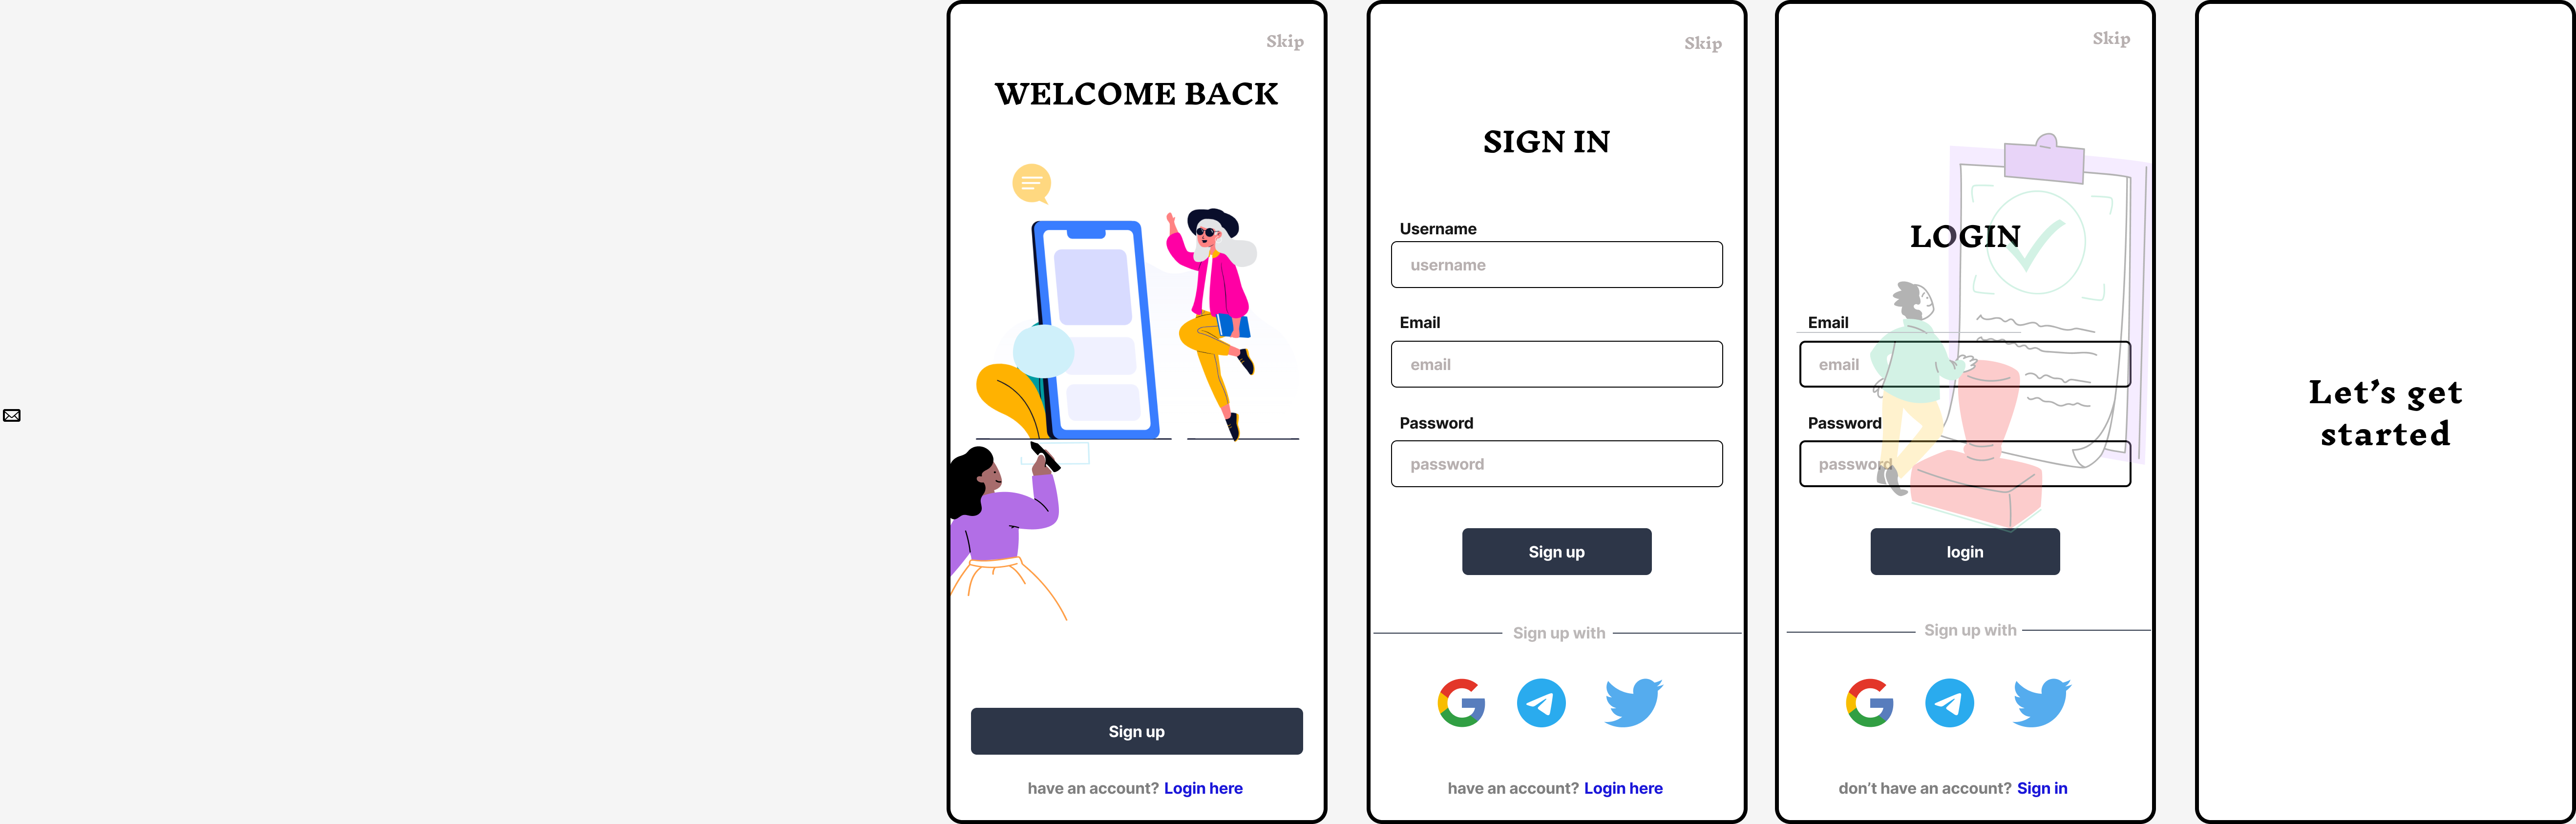 Skip
WELCOME BACK
Sign up
have an account? Login here
Skip
SIGN IN
Username
username
Email
email
Password
password
Sign up
Sign up with
have an account? Login here
Skip
LOGIN
Email
email
Password
password
login
Sign up with
don't have an account? Sign in
Let's get
started